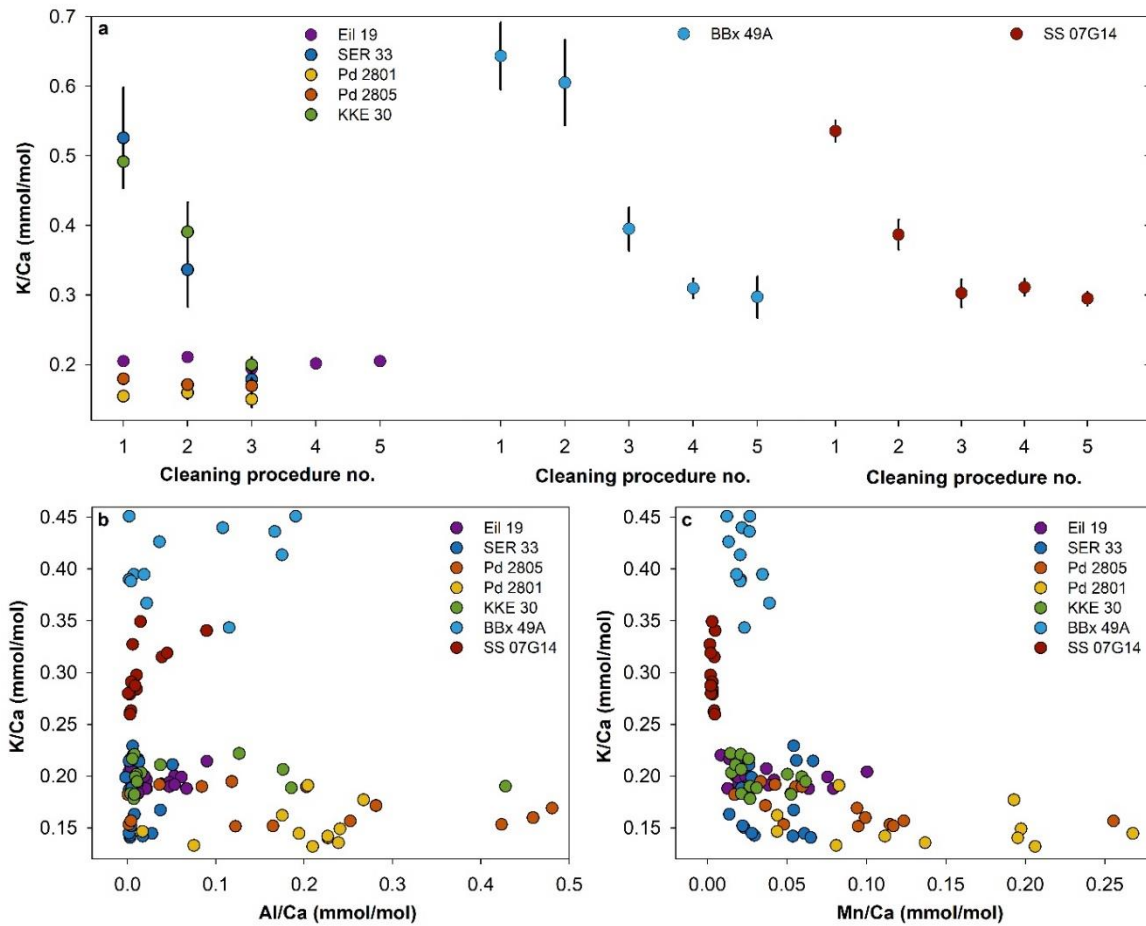 a
Eil 19
SER 33
Pd 2801
Pd 2805
KKE 30
BBx 49A
SS 07G14
K/Ca (mmol/mol)
0.7
0.6
0.5
0.4
0.3
0.2
1 2 3 4 5
1 2 3 4 5
1 2 3 4 5
Cleaning procedure no.
Cleaning procedure no.
Cleaning procedure no.
b
Eil 19
SER 33
Pd 2805
Pd 2801
KKE 30
BBx 49A
SS 07G14
K/Ca (mmol/mol)
0.45
0.40
0.35
0.30
0.25
0.20
0.15
0.0 0.1 0.2 0.3 0.4 0.5
Al/Ca (mmol/mol)
c
Eil 19
SER 33
Pd 2805
Pd 2801
KKE 30
BBx 49A
SS 07G14
K/Ca (mmol/mol)
0.45
0.40
0.35
0.30
0.25
0.20
0.15
0.00 0.05 0.10 0.15 0.20 0.25
Mn/Ca (mmol/mol)